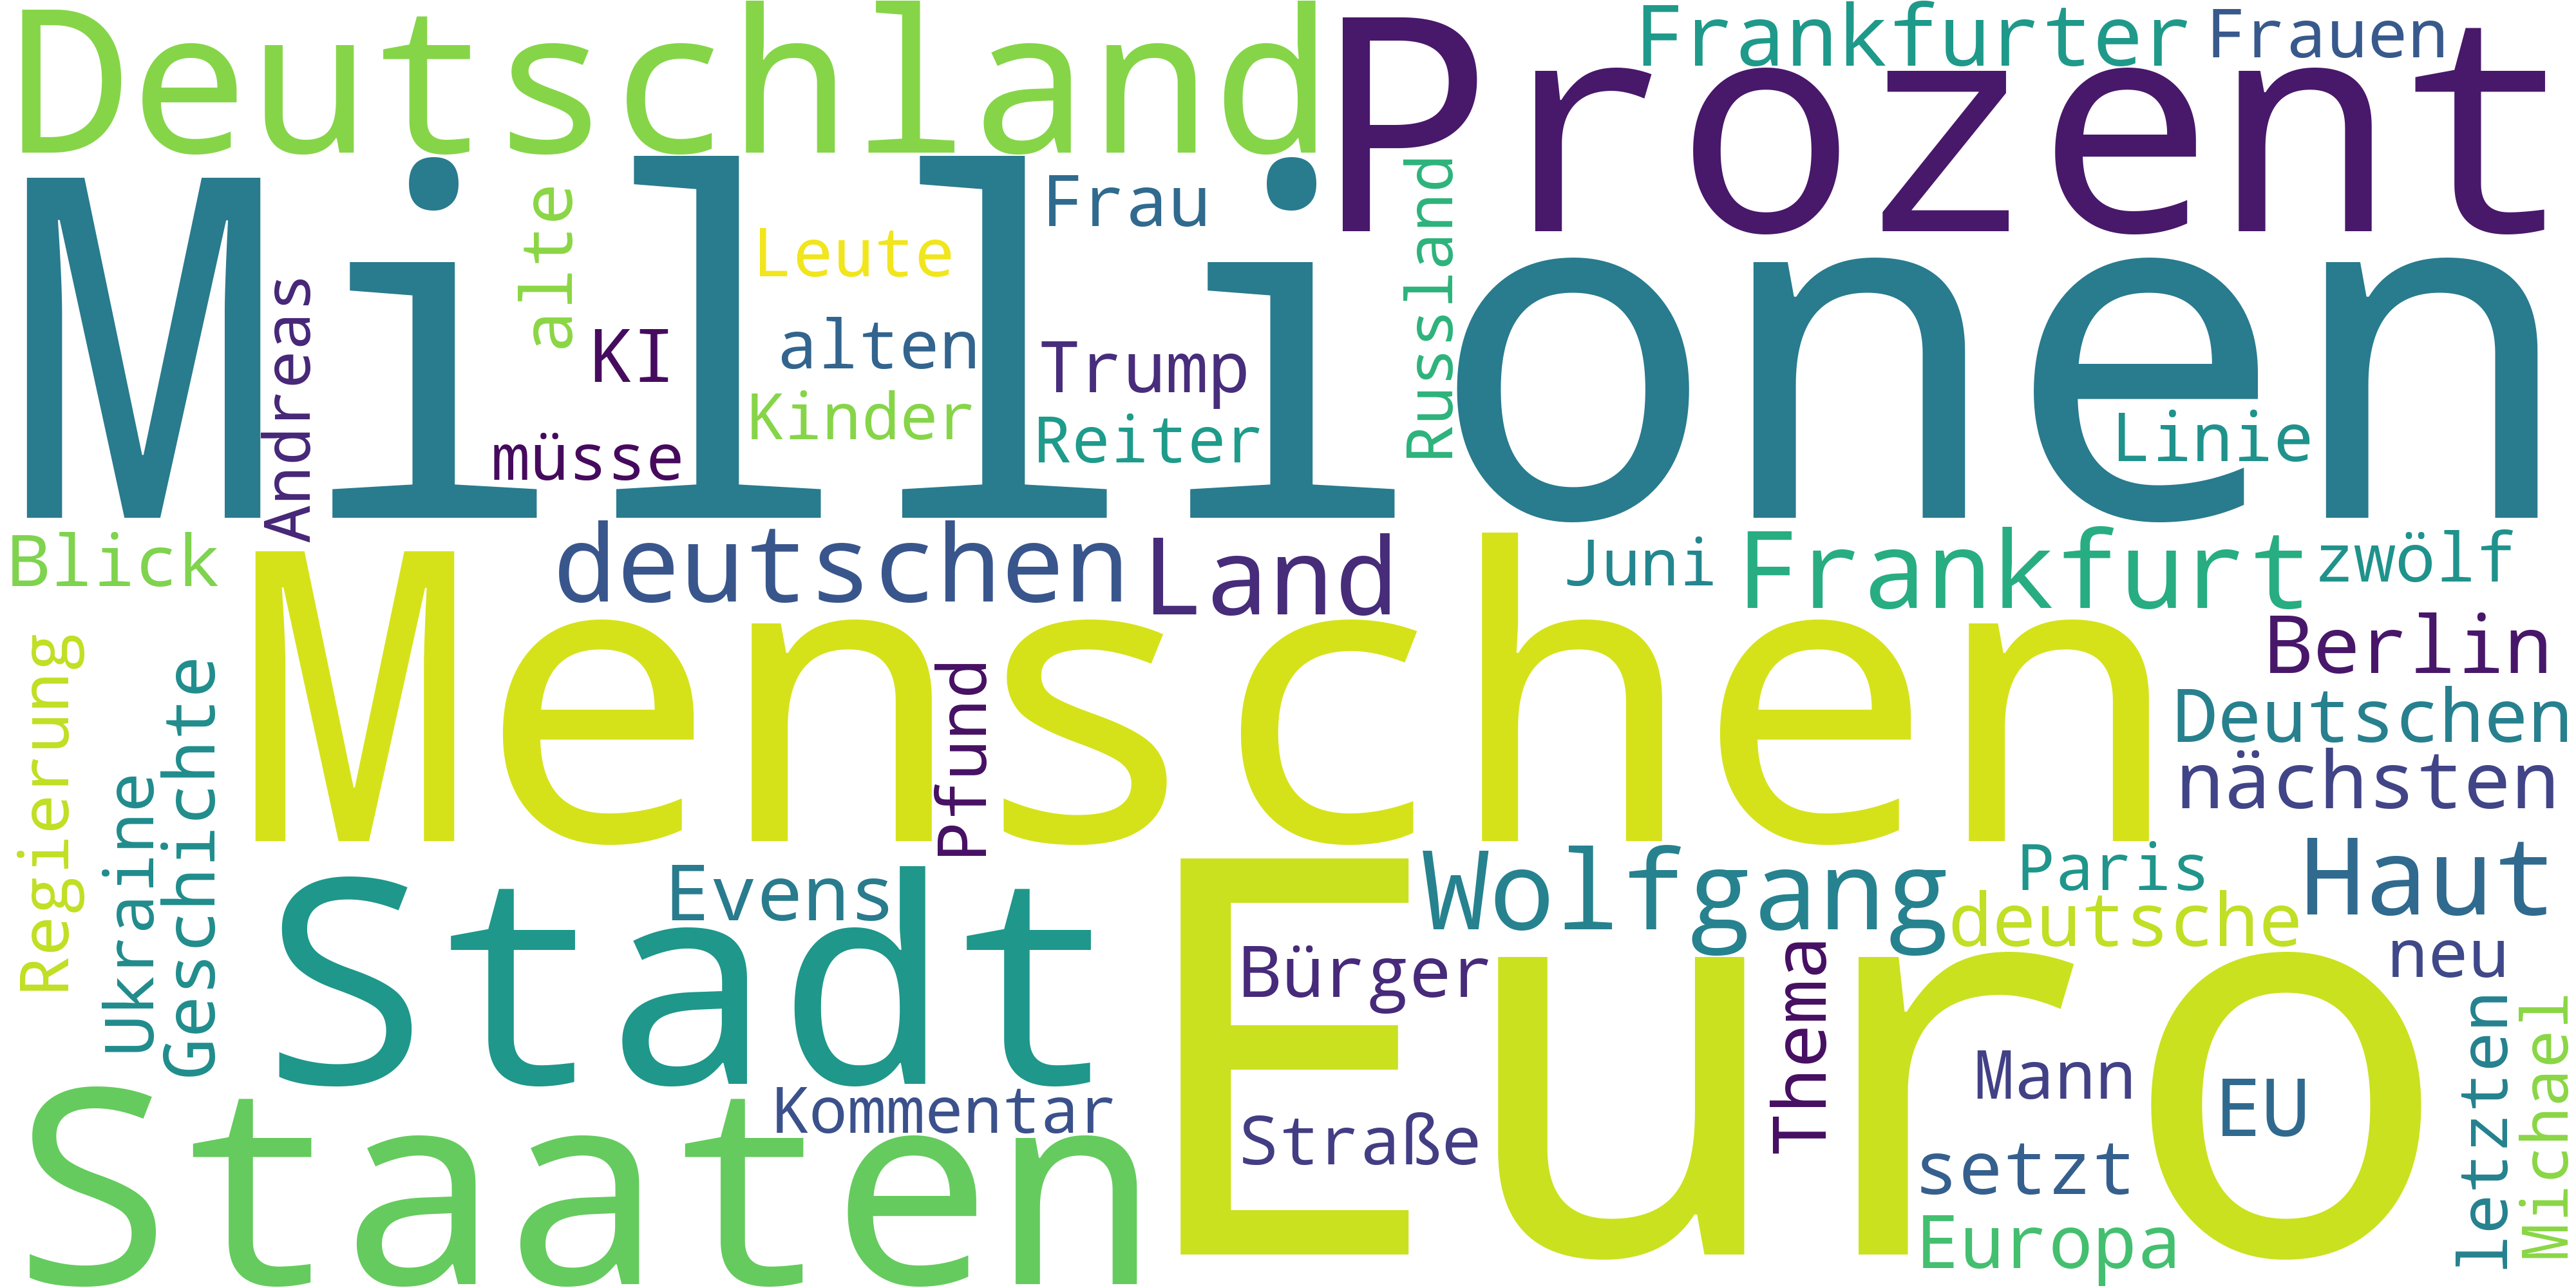 Deutschland
Prozent
Frankfurter
Frauen
Millionen
Andreas
alte
KI
müsse
Leute
alten
Kinder
Frau
Trump
Reiter
Russland
Linie
Blick
deutschen
Land
Juni
Frankfurt
zwölf
Menschen
Berlin
Deutschen
nächsten
Regierung
Ukraine
Geschichte
Pfund
Stadt
Evens
Wolfgang
Paris
deutsche
Haut
neu
Euro
Bürger
Thema
Mann
EU
Straße
setzt
Europa
letzten
Michael
Kommentar
Staaten